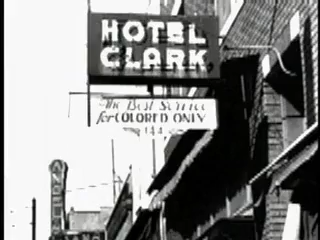 HOTEL
CLARK
The Best Service
for COLORED ONLY
144